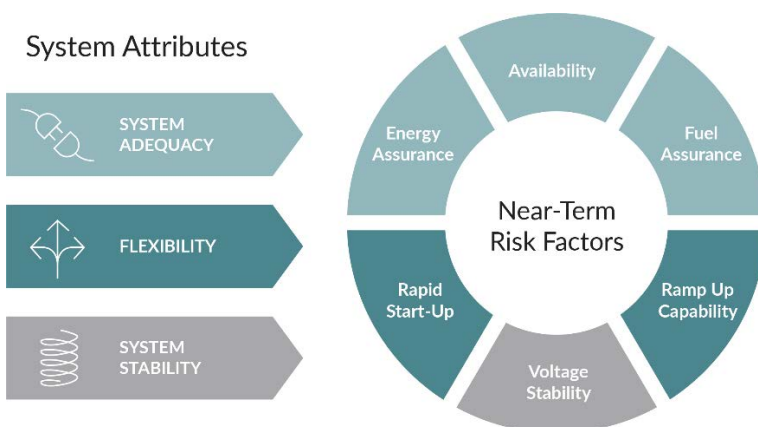 System Attributes
SYSTEM
ADEQUACY
FLEXIBILITY
SYSTEM
STABILITY
Availability
Energy
Assurance
Fuel
Assurance
Near-Term
Risk Factors
Rapid
Start-Up
Ramp Up
Capability
Voltage
Stability